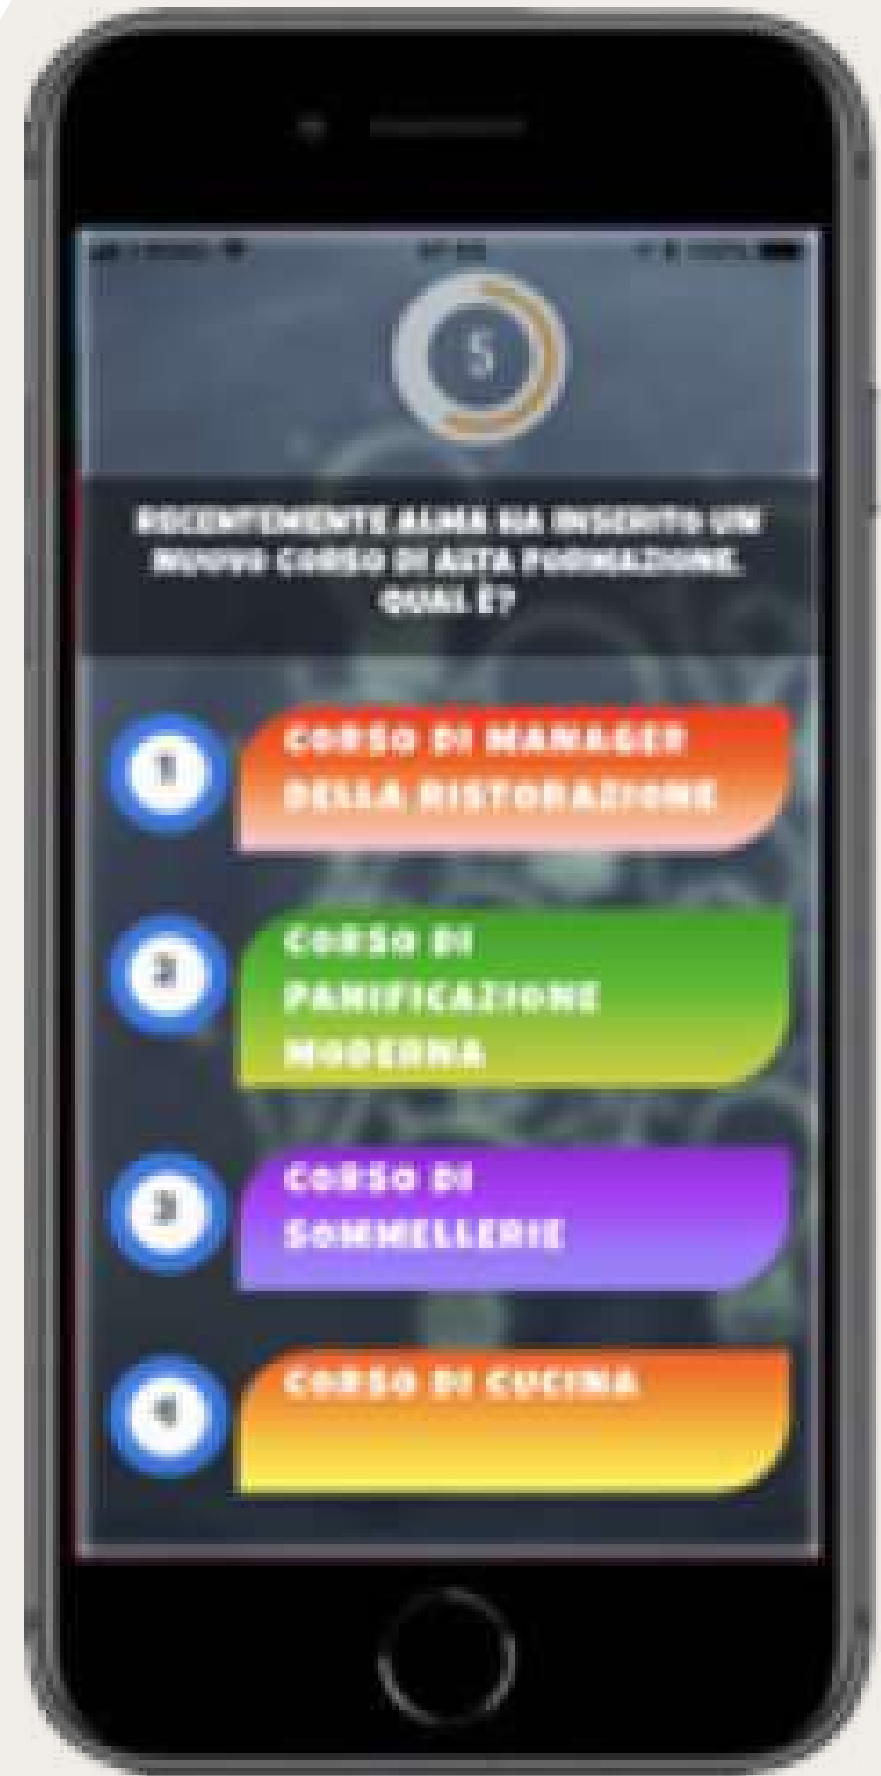 5
RECENTEMENTE ALMA HA INSERITO UN
NUOVO CORSO DI ALTA FORMAZIONE.
QUAL È?
1
CORSO DI MANAGER
DELLA RISTORAZIONE
2
CORSO DI
PANIFICAZIONE
MODERNA
3
CORSO DI
SOMMELLERIE
4
CORSO DI CUCINA